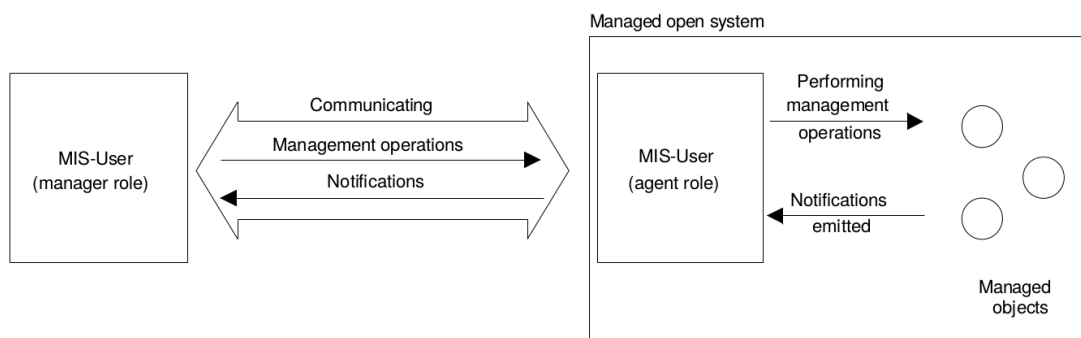 Managed open system
MIS-User
(manager role)
Communicating
Management operations
Notifications
MIS-User
(agent role)
Performing
management
operations
Notifications
emitted
Managed
objects